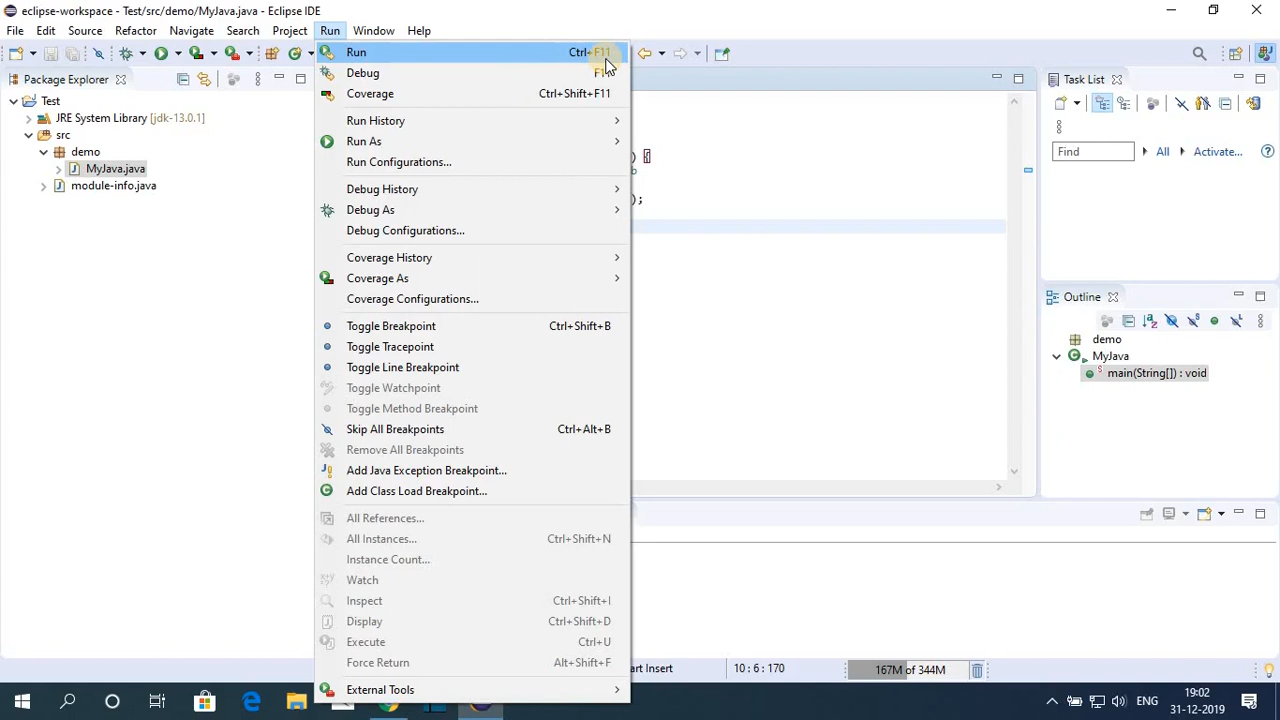 eclipse-workspace - Test/src/demo/MyJava.java - Eclipse IDE
File Edit Source Refactor Navigate Search Project Run Window Help
Package Explorer
Test
JRE System Library [jdk-13.0.1]
src
demo
MyJava.java
module-info.java
Run Ctrl+F11
Debug
Coverage Ctrl+Shift+F11
Run History
Run As
Run Configurations...
Debug History
Debug As
Debug Configurations...
Coverage History
Coverage As
Coverage Configurations...
Toggle Breakpoint Ctrl+Shift+B
Toggle Tracepoint
Toggle Line Breakpoint
Toggle Watchpoint
Toggle Method Breakpoint
Skip All Breakpoints Ctrl+Alt+B
Remove All Breakpoints
Add Java Exception Breakpoint...
Add Class Load Breakpoint...
All References...
All Instances... Ctrl+Shift+N
Instance Count...
Watch
Inspect Ctrl+Shift+I
Display Ctrl+Shift+D
Execute Ctrl+U
Force Return Alt+Shift+F
External Tools
) {
);
Task List
Find All Activate...
Outline
demo
MyJava
main(String[]) : void
Insert 10 : 6 : 170 167M of 344M
ENG 19:02
31-12-2019